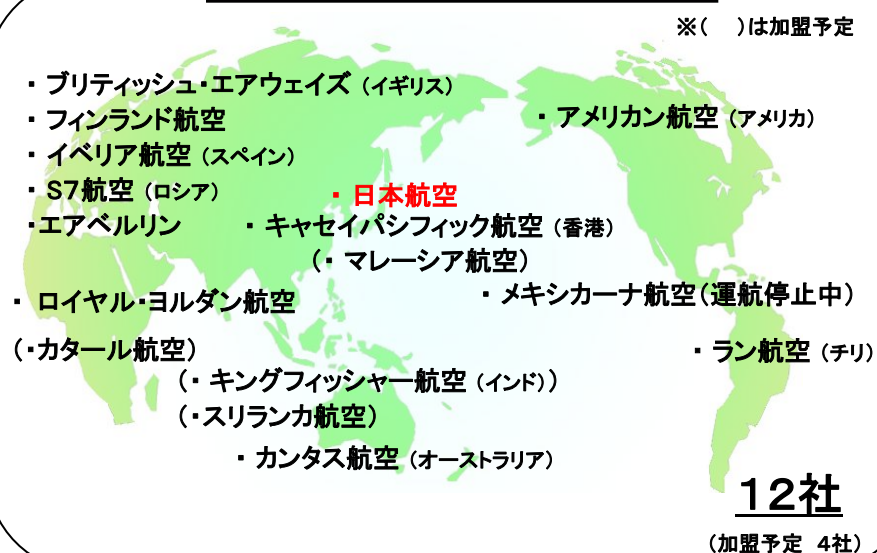 ※(　)は加盟予定
・ ブリティッシュ・エアウェイズ (イギリス)
・ フィンランド航空
・ アメリカン航空 (アメリカ)
・ イベリア航空 (スペイン)
・ S7航空 (ロシア)
・ 日本航空
・エアベルリン
・ キャセイパシフィック航空 (香港)
(・ マレーシア航空)
・ ロイヤル・ヨルダン航空
・ メキシカーナ航空(運航停止中)
(・カタール航空)
・ ラン航空 (チリ)
(・ キングフィッシャー航空 (インド))
(・スリランカ航空)
・ カンタス航空 (オーストラリア)
12社
(加盟予定 4社)